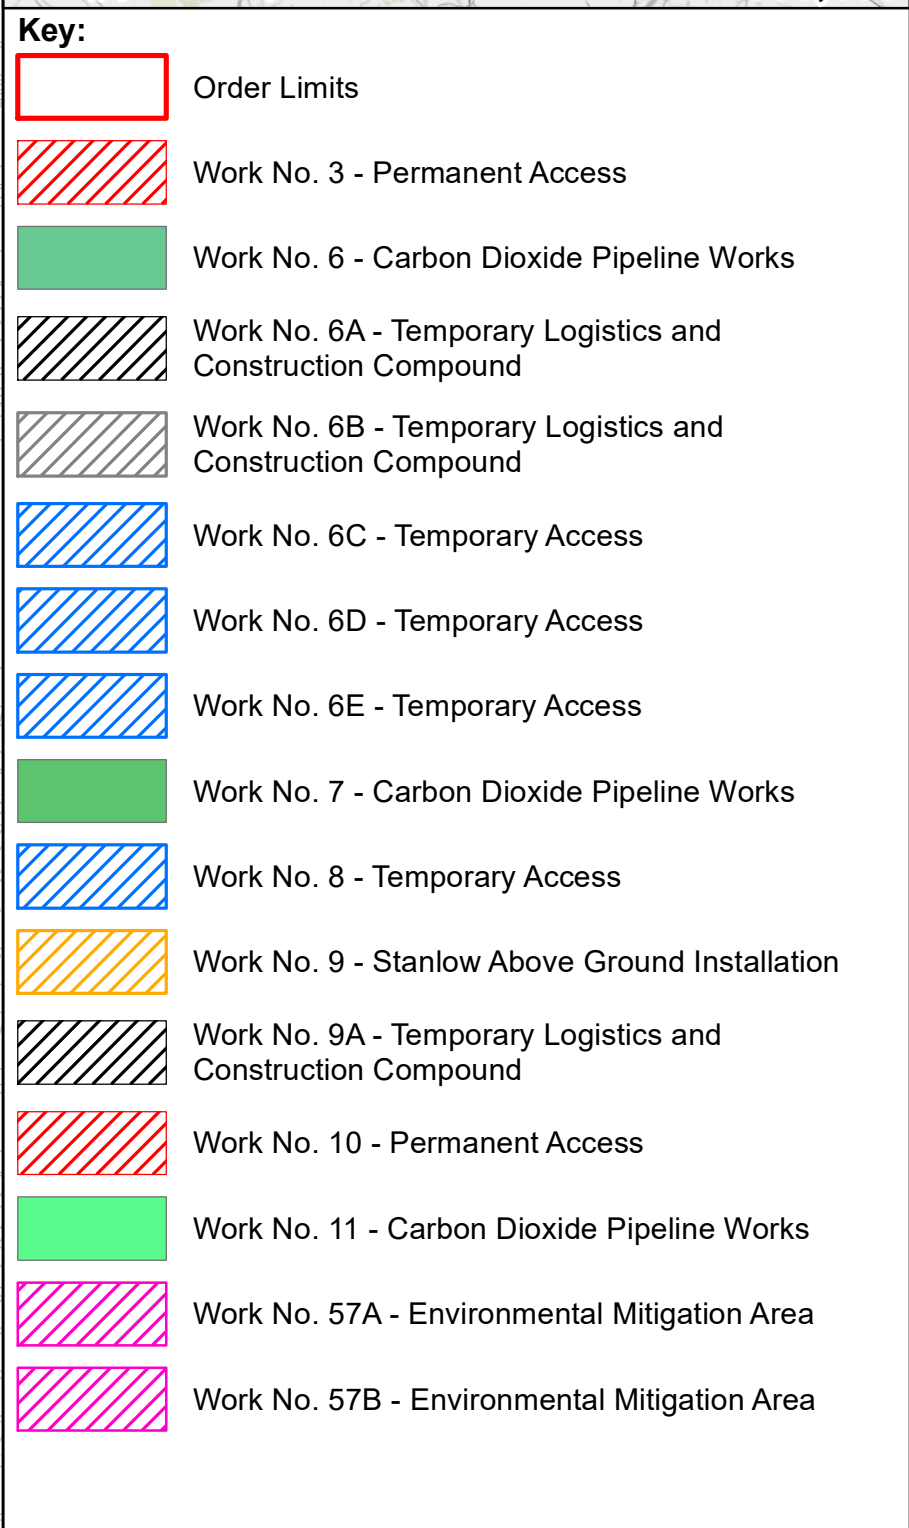 Key:
Order Limits
Work No. 3 - Permanent Access
Work No. 6 - Carbon Dioxide Pipeline Works
Work No. 6A - Temporary Logistics and
Construction Compound
Work No. 6B - Temporary Logistics and
Construction Compound
Work No. 6C - Temporary Access
Work No. 6D - Temporary Access
Work No. 6E - Temporary Access
Work No. 7 - Carbon Dioxide Pipeline Works
Work No. 8 - Temporary Access
Work No. 9 - Stanlow Above Ground Installation
Work No. 9A - Temporary Logistics and
Construction Compound
Work No. 10 - Permanent Access
Work No. 11 - Carbon Dioxide Pipeline Works
Work No. 57A - Environmental Mitigation Area
Work No. 57B - Environmental Mitigation Area